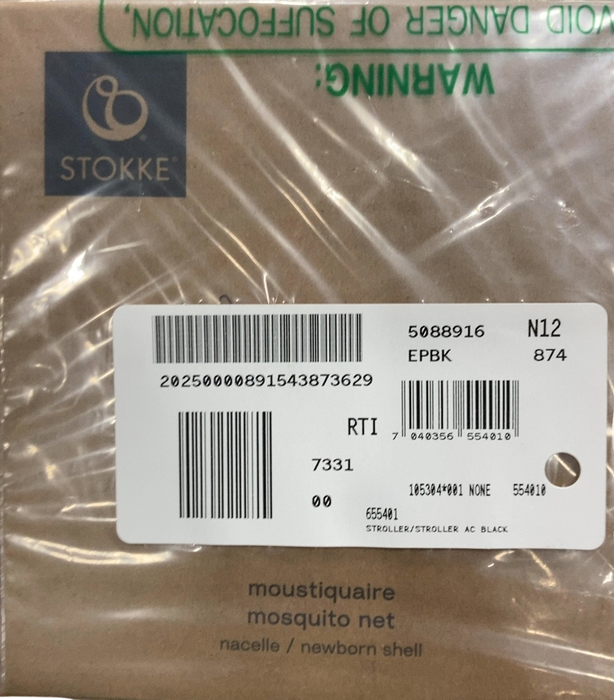 VOID DANGER OF SUFFOCATION,
WARNING:
STOKKE
5088916 N12
EPBK 874
20250000891543873629
RTI
7 040356 554010
7331
105304*001 NONE 554010
00
655401
STROLLER/STROLLER AC BLACK
moustiquaire
mosquito net
nacelle / newborn shell